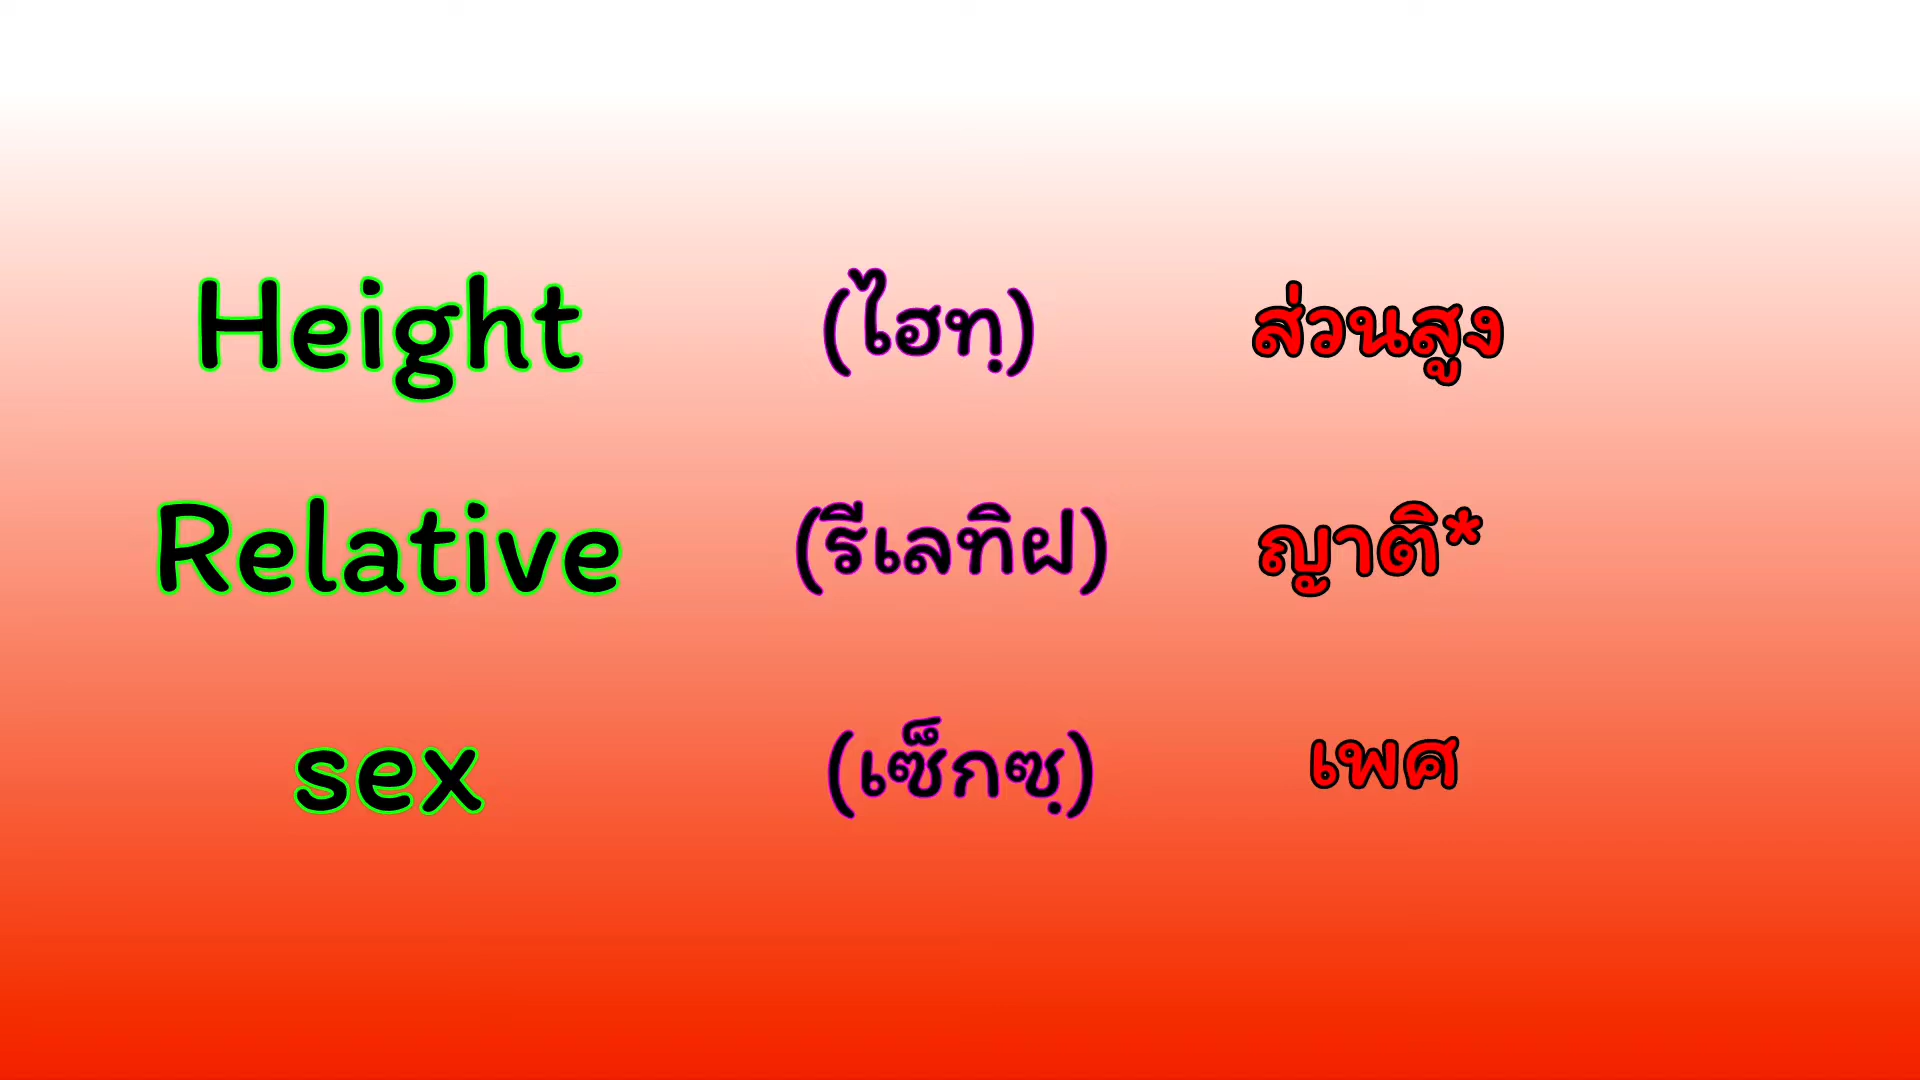 Height (ไฮทฺ) ส่วนสูง
Relative (รีเลทิฝ) ญาติ*
sex (เซ็กซฺ) เพศ